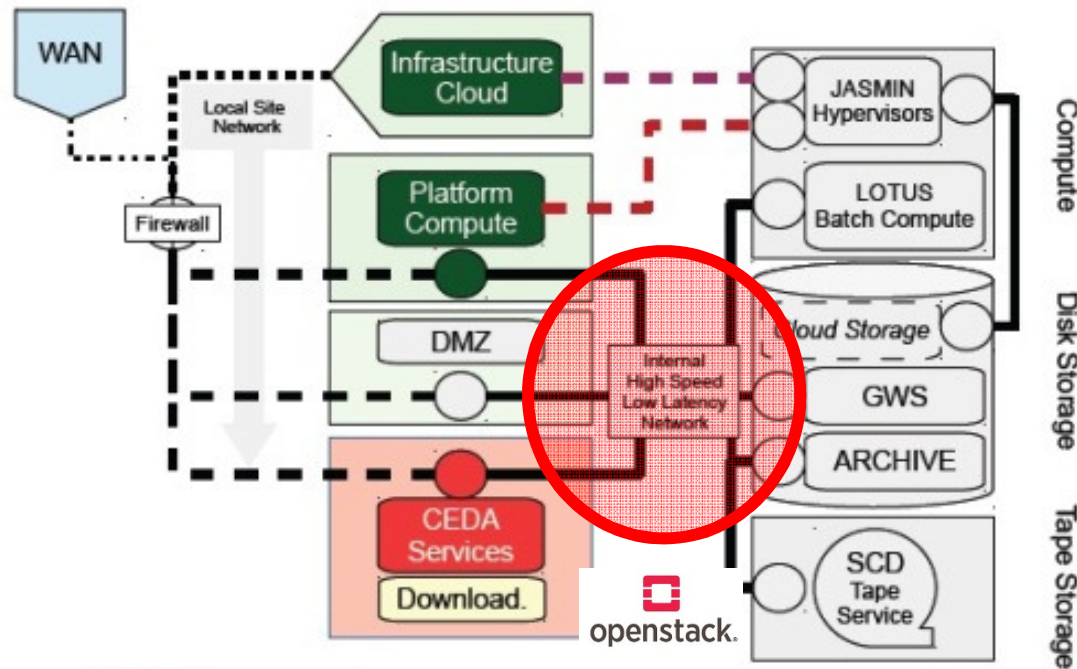 WAN
Local Site
Network
Firewall
Infrastructure
Cloud
Platform
Compute
DMZ
CEDA
Services
Download.
Internal
High Speed
Low Latency
Network
openstack.
JASMIN
Hypervisors
LOTUS
Batch Compute
Cloud Storage
GWS
ARCHIVE
SCD
Tape
Service
Compute
Disk Storage
Tape Storage